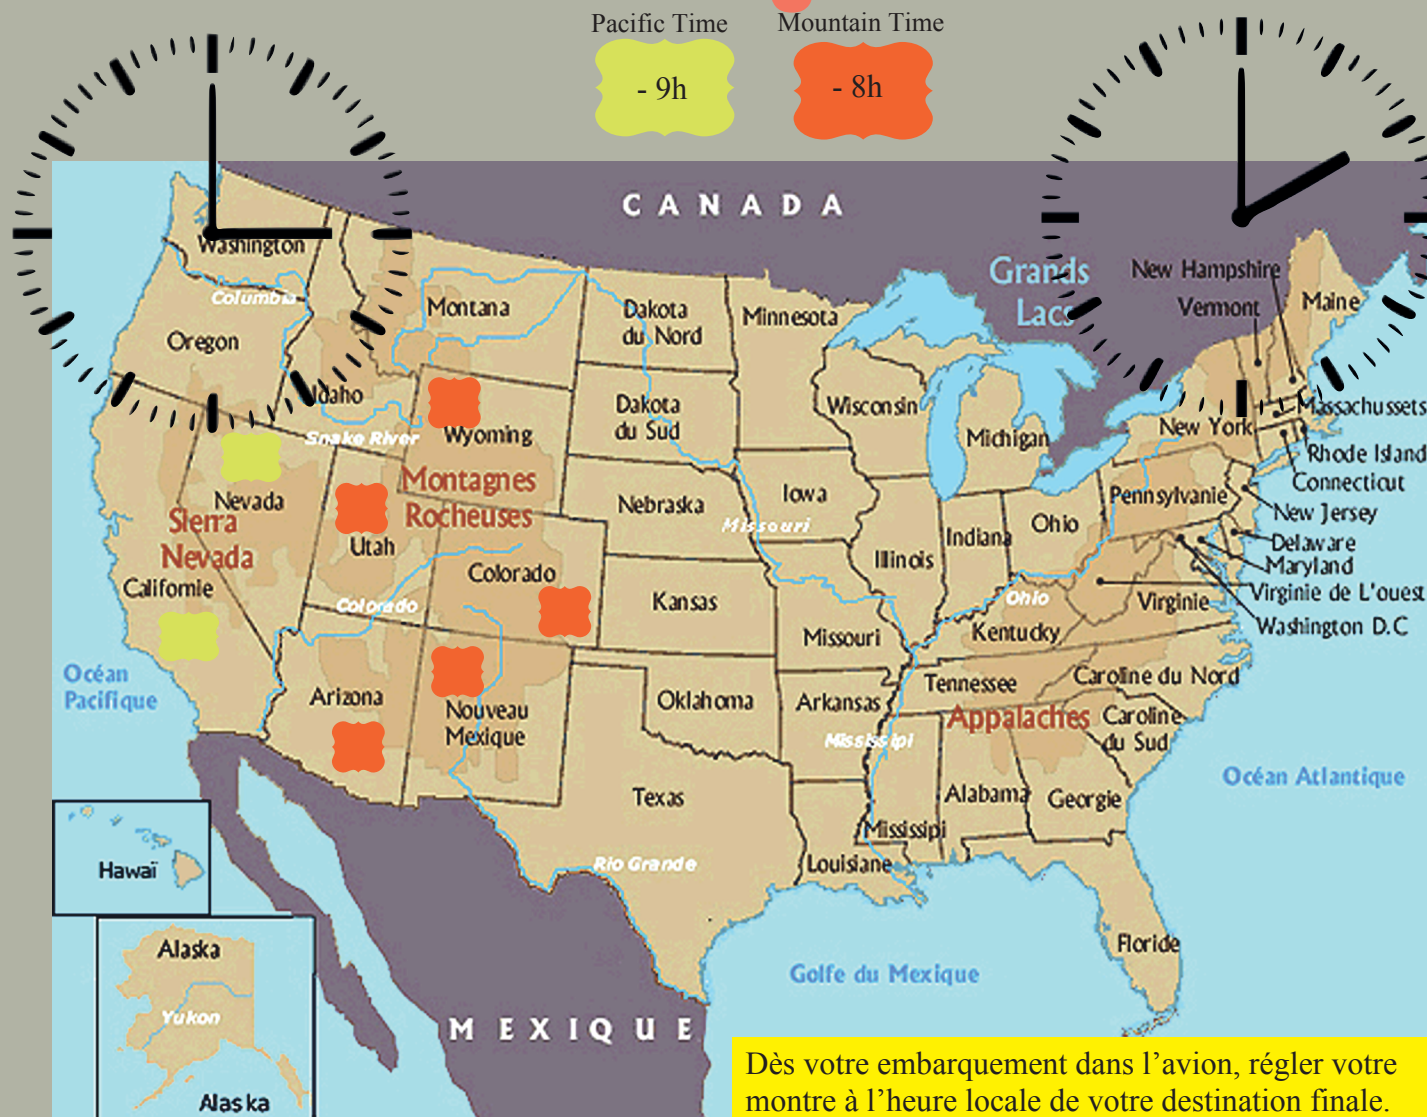 Pacific Time
Mountain Time
- 9h
- 8h
CANADA
Washington
Columbia
Oregon
Montana
Dakota
du Nord
Minnesota
Grands
Lacs
New Hampshire
Vermont
Maine
Idaho
Snake River
Wyoming
Dakota
du Sud
Wisconsin
Michigan
New York
Massachussets
Rhode Island
Connecticut
New Jersey
Delaware
Maryland
Virginie de L'ouest
Washington D.C
Nevada
Sierra
Nevada
Californie
Utah
Montagnes
Rocheuses
Colorado
Colorado
Nebraska
Iowa
Missouri
Kansas
Illinois
Indiana
Ohio
Pennsylvanie
Ohio
Virginie
Kentucky
Missouri
Océan
Pacifique
Arizona
Nouveau
Mexique
Oklahoma
Arkansas
Tennessee
Caroline du Nord
Appalaches
Caroline
du Sud
Mississipi
Océan Atlantique
Texas
Alabama
Georgie
Mississipi
Louisiane
Rio Grande
Hawaï
Floride
Golfe du Mexique
Alaska
Yukon
Alaska
MEXIQUE
Dès votre embarquement dans l’avion, régler votre
montre à l’heure locale de votre destination finale.